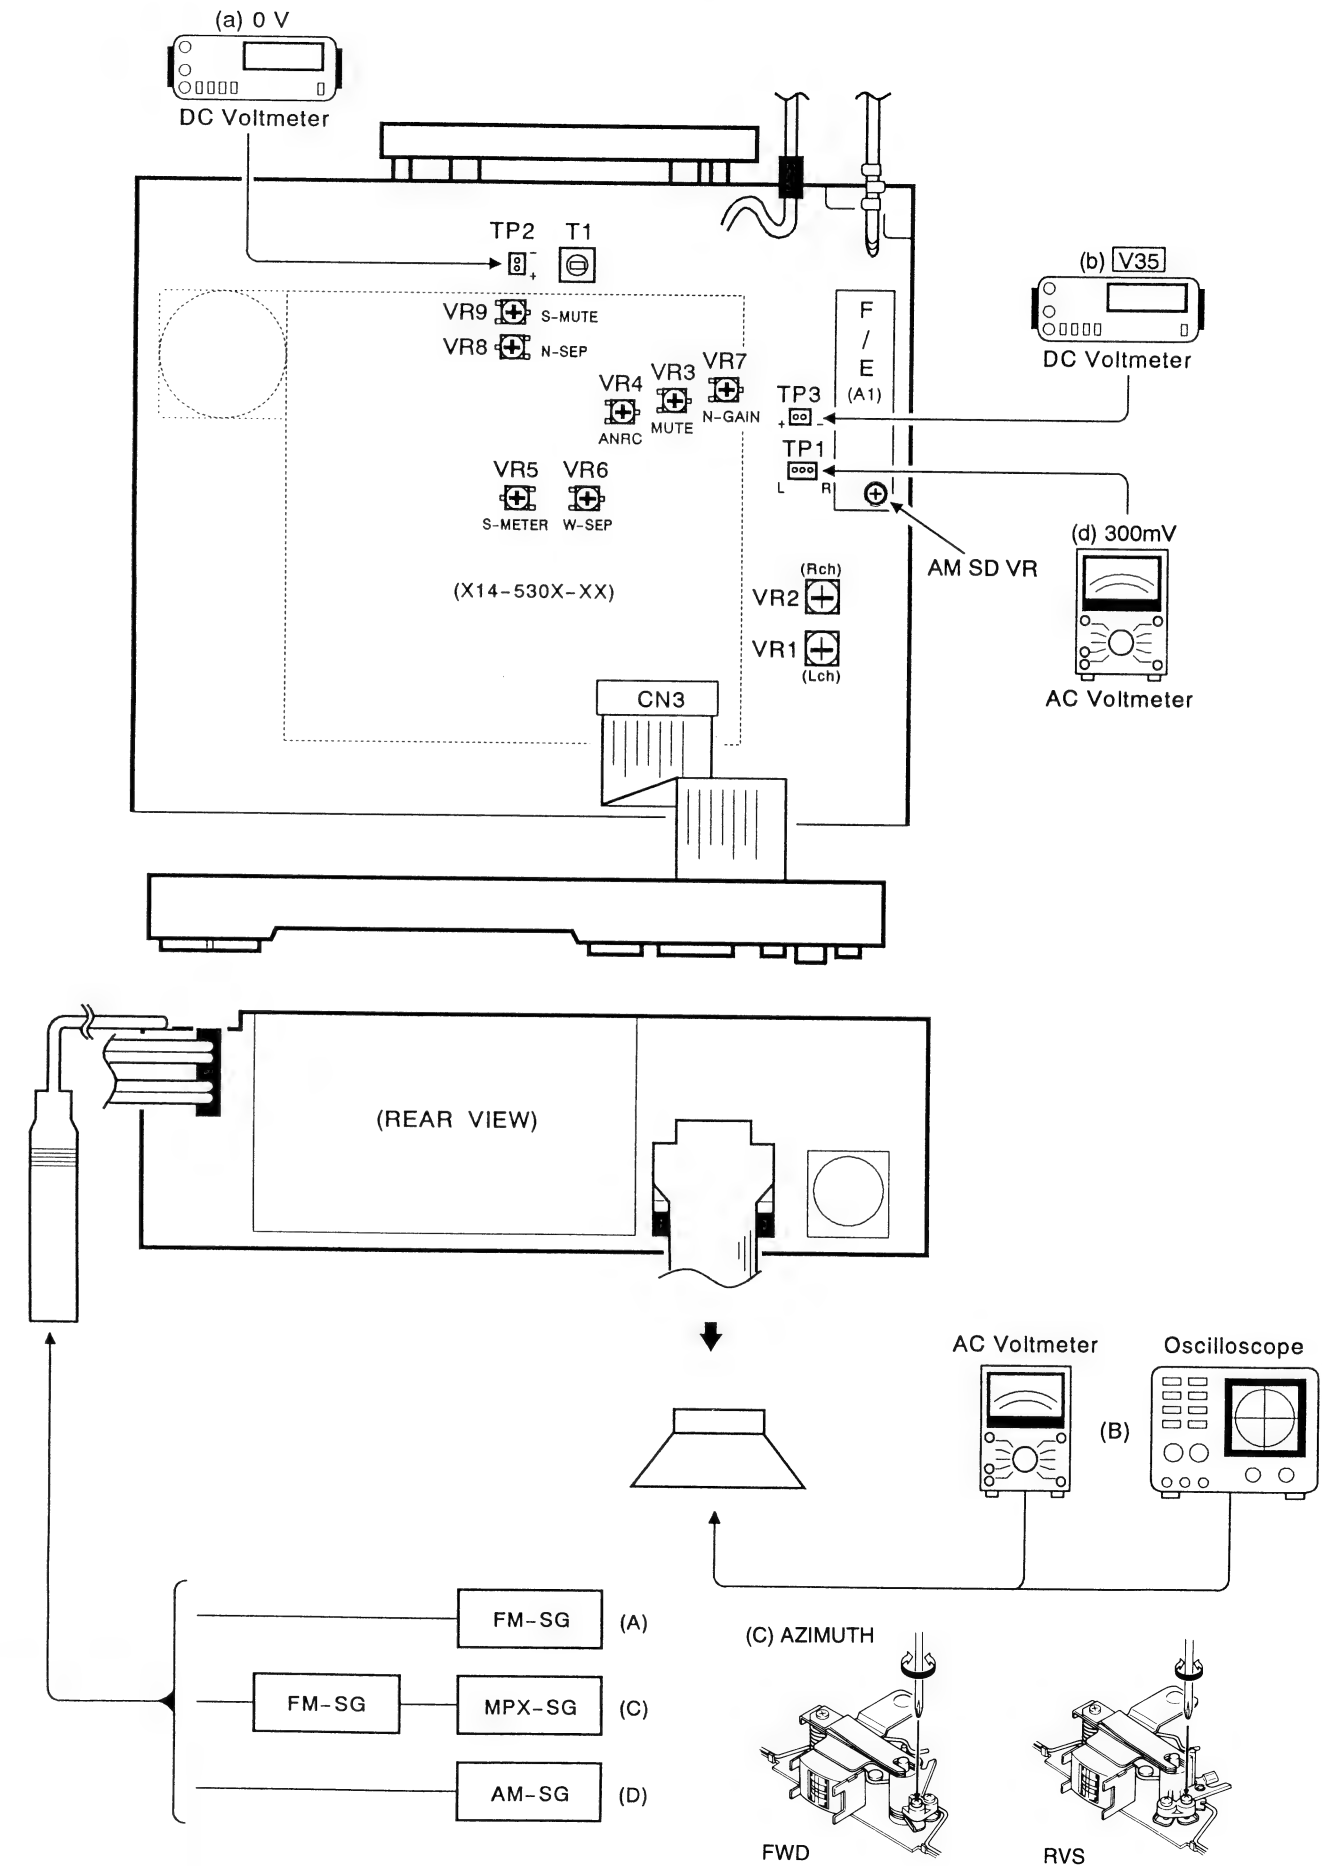 (a) 0 V
DC Voltmeter
TP2
T1
-
+
VR9
S-MUTE
VR8
N-SEP
VR7
VR3
VR4
N-GAIN
MUTE
ANRC
F
/
E
(A1)
(b) V35
DC Voltmeter
TP3
+
-
TP1
L
R
VR5
VR6
S-METER
W-SEP
(d) 300mV
AM SD VR
AC Voltmeter
(X14-530X-XX)
(Rch)
VR2
VR1
(Lch)
CN3
(REAR VIEW)
AC Voltmeter
Oscilloscope
(B)
FM-SG
(A)
FM-SG
MPX-SG
(C)
AM-SG
(D)
(C) AZIMUTH
FWD
RVS